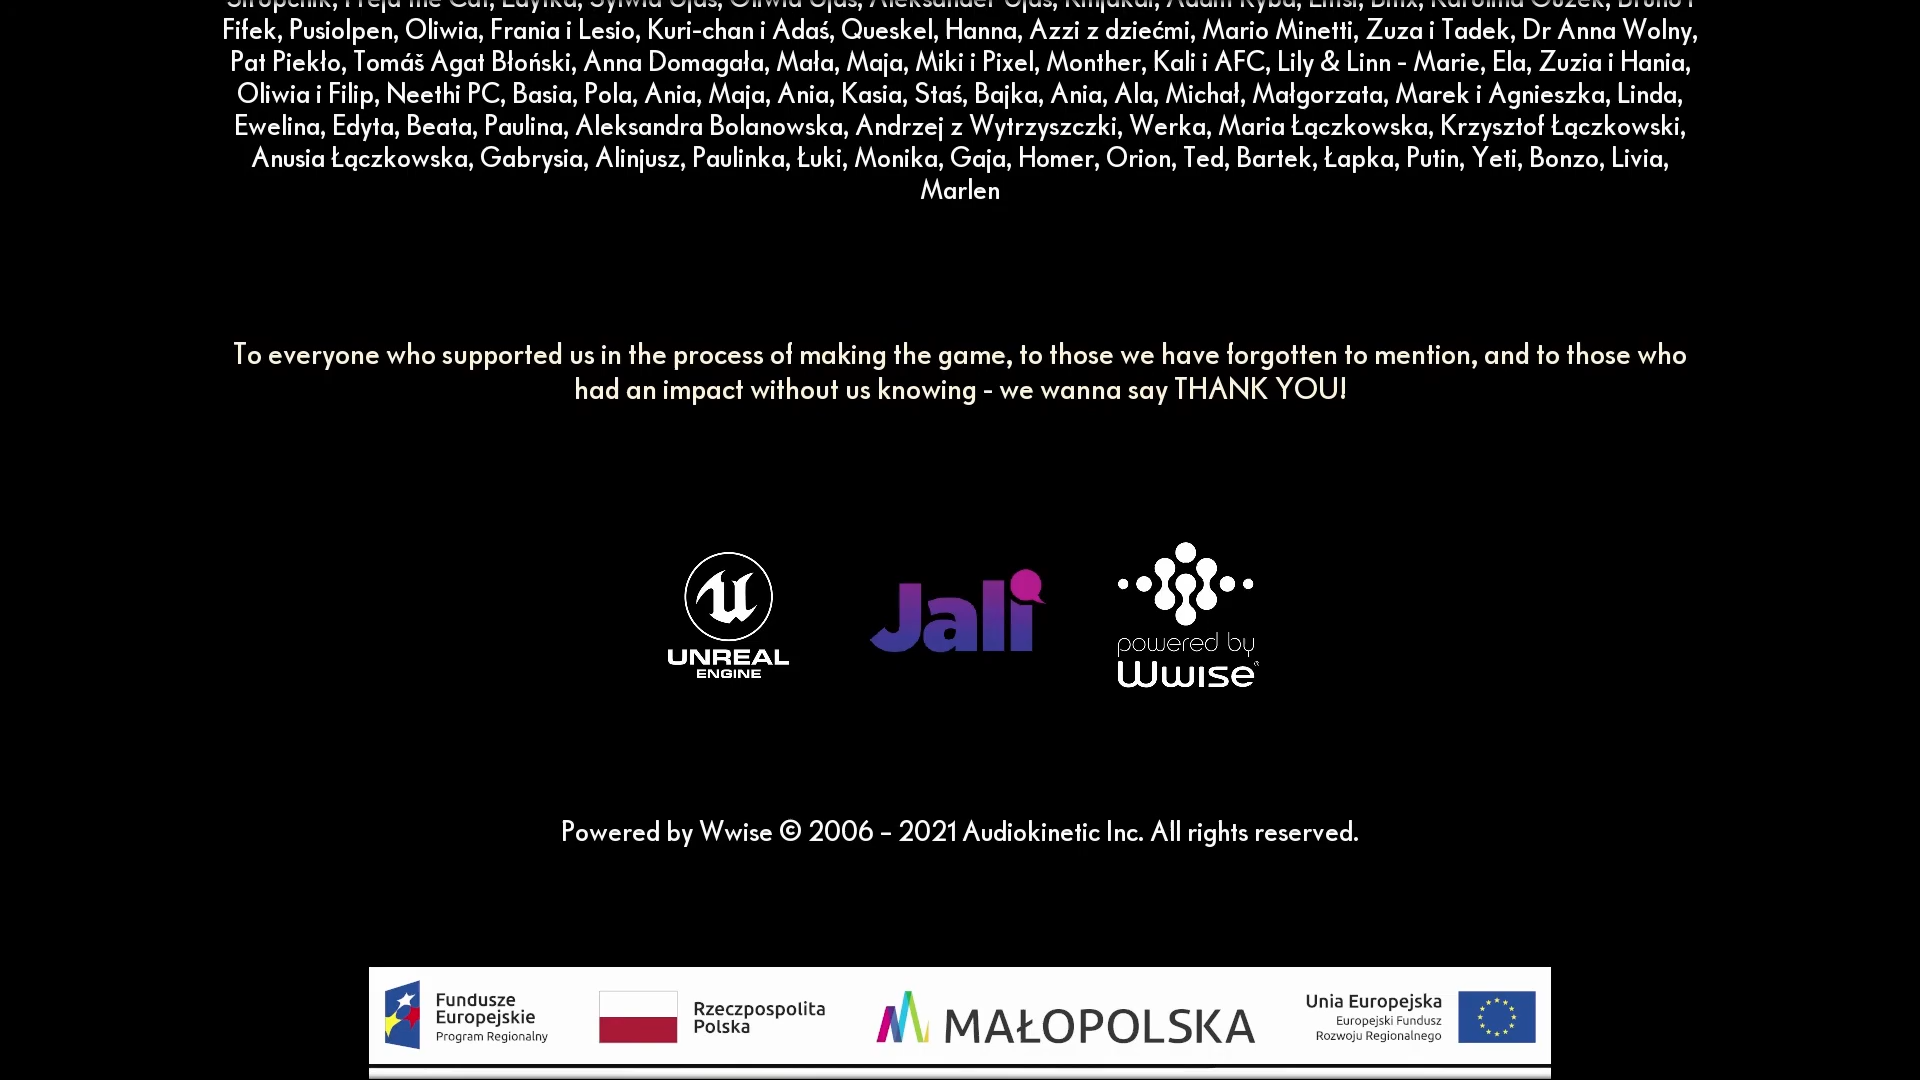 Fifek, Pusiolpen, Oliwia, Frania i Lesio, Kuri-chan i Adaś, Queskel, Hanna, Azzi z dziećmi, Mario Minetti, Zuza i Tadek, Dr Anna Wolny,
Pat Piekło, Tomáš Agat Błoński, Anna Domagała, Mała, Maja, Miki i Pixel, Monther, Kali i AFC, Lily & Linn - Marie, Ela, Zuzia i Hania,
Oliwia i Filip, Neethi PC, Basia, Pola, Ania, Maja, Ania, Kasia, Staś, Bajka, Ania, Ala, Michał, Małgorzata, Marek i Agnieszka, Linda,
Ewelina, Edyta, Beata, Paulina, Aleksandra Bolanowska, Andrzej z Wytrzyszczki, Werka, Maria Łączkowska, Krzysztof Łączkowski,
Anusia Łączkowska, Gabrysia, Alinjusz, Paulinka, Łuki, Monika, Gaja, Homer, Orion, Ted, Bartek, Łapka, Putin, Yeti, Bonzo, Livia,
Marlen
To everyone who supported us in the process of making the game, to those we have forgotten to mention, and to those who
had an impact without us knowing - we wanna say THANK YOU!
UNREAL
ENGINE
Jali
powered by
Wwise®
Powered by Wwise © 2006 – 2021 Audiokinetic Inc. All rights reserved.
Fundusze
Europejskie
Program Regionalny
Rzeczpospolita
Polska
MAŁOPOLSKA
Unia Europejska
Europejski Fundusz
Rozwoju Regionalnego